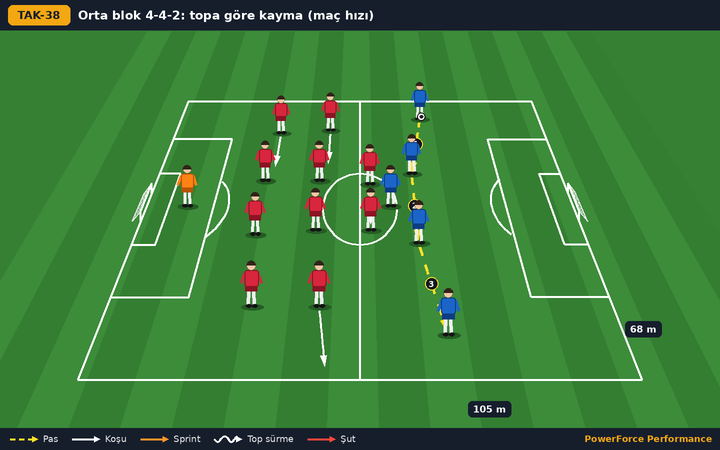 TAK-38 Orta blok 4-4-2: topa göre kayma (maç hızı)
3
68 m
105 m
Pas Koşu Sprint Top sürme Şut PowerForce Performance